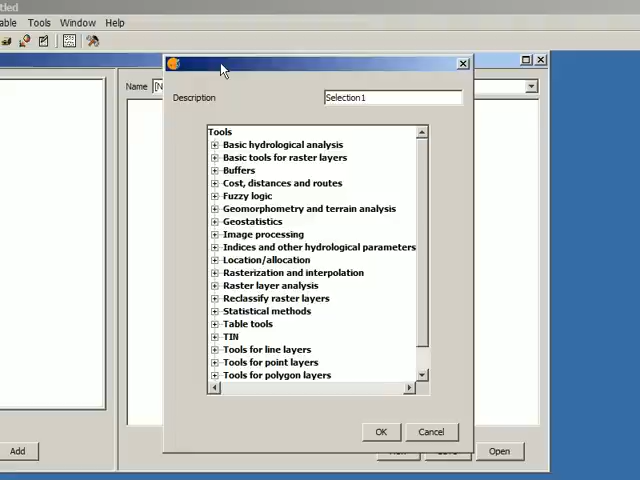 tled
able Tools Window Help
Name [N
Description Selection1
Tools
Basic hydrological analysis
Basic tools for raster layers
Buffers
Cost, distances and routes
Fuzzy logic
Geomorphometry and terrain analysis
Geostatistics
Image processing
Indices and other hydrological parameters
Location/allocation
Rasterization and interpolation
Raster layer analysis
Reclassify raster layers
Statistical methods
Table tools
TIN
Tools for line layers
Tools for point layers
Tools for polygon layers
OK Cancel
Add Open